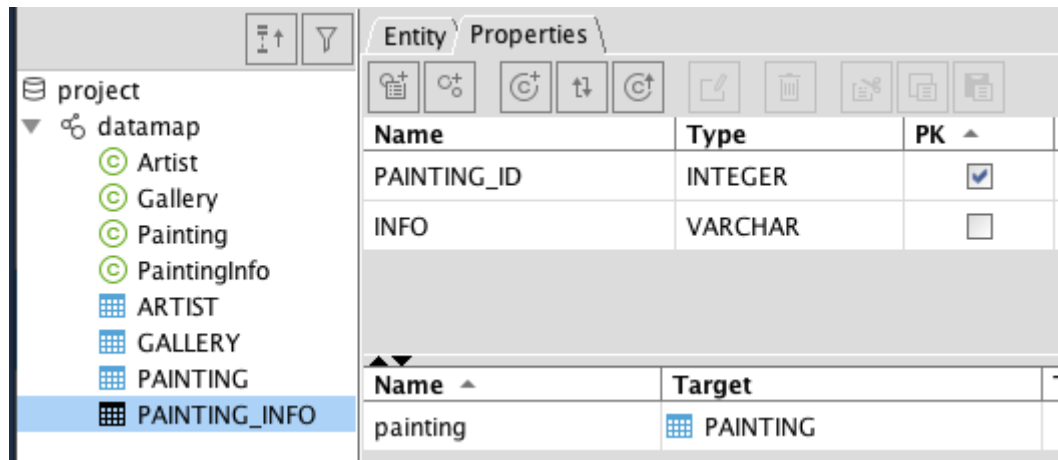 Entity Properties
project
datamap
Artist
Gallery
Painting
PaintingInfo
ARTIST
GALLERY
PAINTING
PAINTING_INFO
Name Type PK
PAINTING_ID INTEGER
INFO VARCHAR
Name Target
painting PAINTING